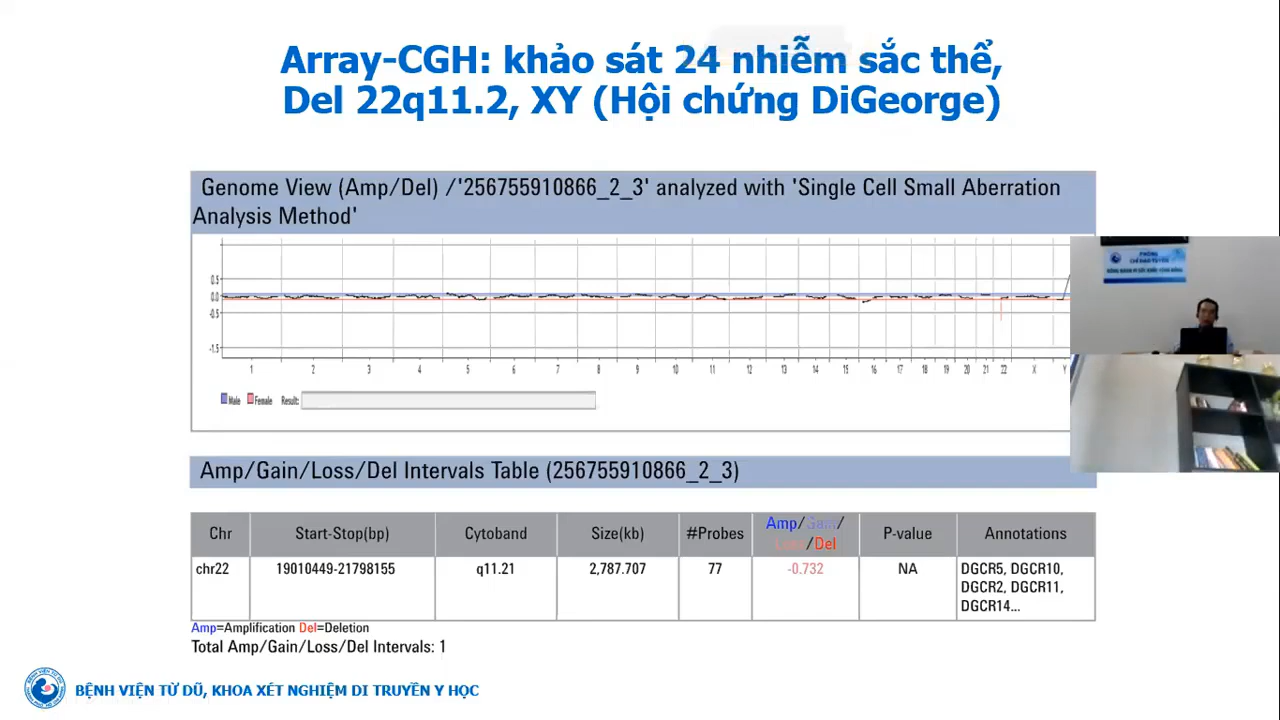 Array-CGH: khảo sát 24 nhiễm sắc thể,
Del 22q11.2, XY (Hội chứng DiGeorge)
Genome View (Amp/Del) /'256755910866_2_3' analyzed with 'Single Cell Small Aberration
Analysis Method'
0.5
0.0
-0.5
-1.5
1 2 3 4 5 6 7 8 9 10 11 12 13 14 15 16 17 18 19 20 21 22 X Y
Male Female Result:
PHÒNG
CHỈ ĐẠO TUYẾN
Amp/Gain/Loss/Del Intervals Table (256755910866_2_3)
Chr Start-Stop(bp) Cytoband Size(kb) #Probes Amp/Gain/ Loss/Del P-value Annotations
chr22 19010449-21798155 q11.21 2,787.707 77 -0.732 NA DGCR5, DGCR10,
DGCR2, DGCR11,
DGCR14...
Amp=Amplification Del=Deletion
Total Amp/Gain/Loss/Del Intervals: 1
BỆNH VIỆN TỪ DŨ, KHOA XÉT NGHIỆM DI TRUYỀN Y HỌC